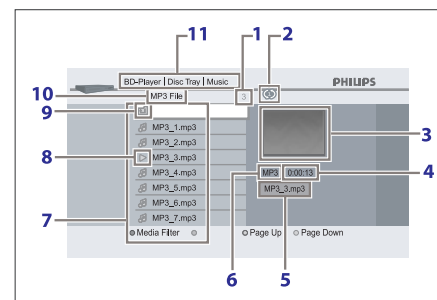 11 1 2
BD-Player | Disc Tray | Music
PHILIPS
10 MP3 File 3
9
MP3_1.mp3
MP3_2.mp3
3
8 MP3_3.mp3
MP3_4.mp3
MP3 0:00:13 4
MP3_5.mp3
MP3_3.mp3
MP3_6.mp3
7 MP3_7.mp3
Media Filter Page Up Page Down
6 5